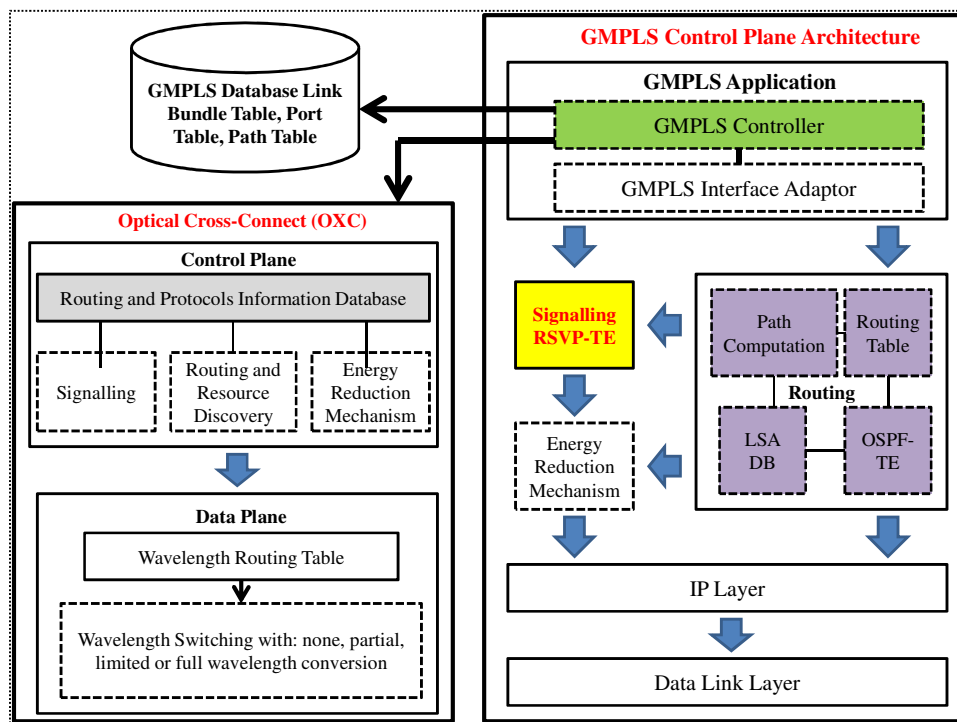 GMPLS Database Link
Bundle Table, Port
Table, Path Table
GMPLS Control Plane Architecture
GMPLS Application
GMPLS Controller
GMPLS Interface Adaptor
Optical Cross-Connect (OXC)
Control Plane
Routing and Protocols Information Database
Signalling
Routing and
Resource
Discovery
Energy
Reduction
Mechanism
Data Plane
Wavelength Routing Table
Wavelength Switching with: none, partial,
limited or full wavelength conversion
Signalling
RSVP-TE
Path
Computation
Routing
Table
Routing
LSA
DB
OSPF-
TE
Energy
Reduction
Mechanism
IP Layer
Data Link Layer